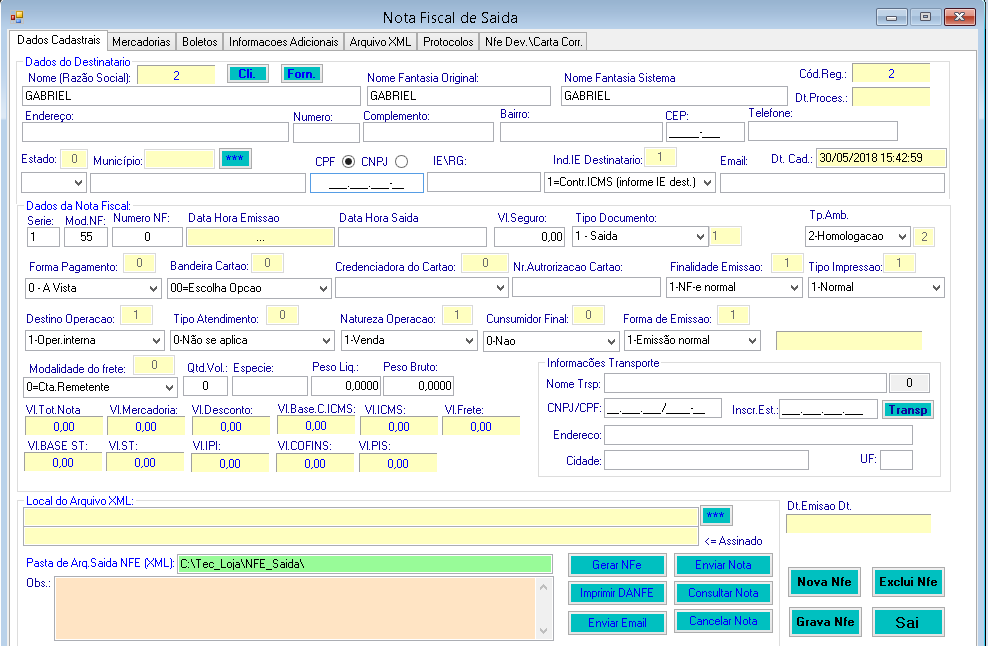 Nota Fiscal de Saida
Dados Cadastrais Mercadorias Boletos Informacoes Adicionais Arquivo XML Protocolos Nfe Dev./Carta Corr.
Dados do Destinatario
Nome (Razão Social): 2 Cli. Forn. Nome Fantasia Original: Nome Fantasia Sistema Cód.Reg.: 2
GABRIEL GABRIEL GABRIEL Dt.Proces.:
Endereço: Numero: Complemento: Bairro: CEP: Telefone:
_____-___
Estado: 0 Município: *** CPF CNPJ IE\RG: Ind.IE Destinatario: 1 Email: Dt. Cad.: 30/05/2018 15:42:59
___.___.___-__ 1=Contr.ICMS (informe IE dest.)
Dados da Nota Fiscal:
Serie: Mod.NF: Numero NF: Data Hora Emissao Data Hora Saida Vl.Seguro: Tipo Documento: Tp.Amb.
1 55 0 ... 0,00 1 - Saida 1 2-Homologacao 2
Forma Pagamento: 0 Bandeira Cartao: 0 Credenciadora do Cartao: 0 Nr.Autrorizacao Cartao: Finalidade Emissao: 1 Tipo Impressao: 1
0 - A Vista 00=Escolha Opcao 1-NF-e normal 1-Normal
Destino Operacao: 1 Tipo Atendimento: 0 Natureza Operacao: 1 Cunsumidor Final: 0 Forma de Emissao: 1
1-Oper.interna 0-Não se aplica 1-Venda 0-Nao 1-Emissão normal
Modalidade do frete: 0 Qtd.Vol.: Especie: Peso Liq.: Peso Bruto:
0=Cta.Remetente 0 0,0000 0,0000
Informacões Transporte
Nome Trsp: 0
CNPJ/CPF: __.___.___/____-__ Inscr.Est.: ___.___.___.___ Transp
Endereco:
Cidade: UF:
Vl.Tot.Nota Vl.Mercadoria: Vl.Desconto: Vl.Base.C.ICMS: Vl.ICMS: Vl.Frete:
0,00 0,00 0,00 0,00 0,00 0,00
Vl.BASE ST: Vl.ST: Vl.IPI: Vl.COFINS: Vl.PIS:
0,00 0,00 0,00 0,00 0,00
Local do Arquivo XML:
***
<= Assinado
Dt.Emisao Dt.
Pasta de Arq.Saida NFE (XML): C:\Tec_Loja\NFE_Saida\
Obs.:
Gerar NFe Enviar Nota
Imprimir DANFE Consultar Nota
Enviar Email Cancelar Nota
Nova Nfe Exclui Nfe
Grava Nfe Sai